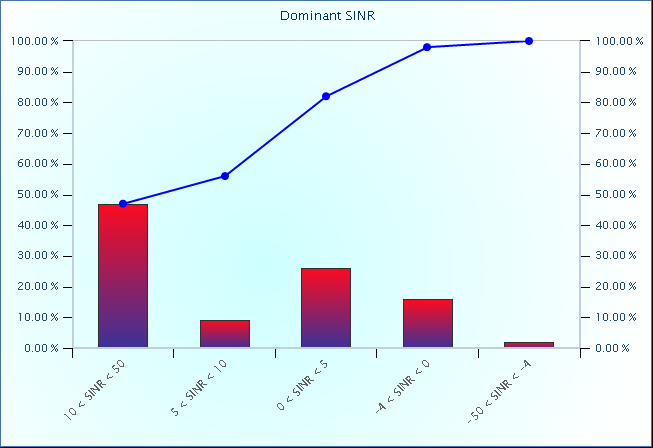 Dominant SINR
100.00 % 100.00 %
90.00 % 90.00 %
80.00 % 80.00 %
70.00 % 70.00 %
60.00 % 60.00 %
50.00 % 50.00 %
40.00 % 40.00 %
30.00 % 30.00 %
20.00 % 20.00 %
10.00 % 10.00 %
0.00 % 0.00 %
10 < SINR < 50
5 < SINR < 10
0 < SINR < 5
-4 < SINR < 0
-50 < SINR < -4